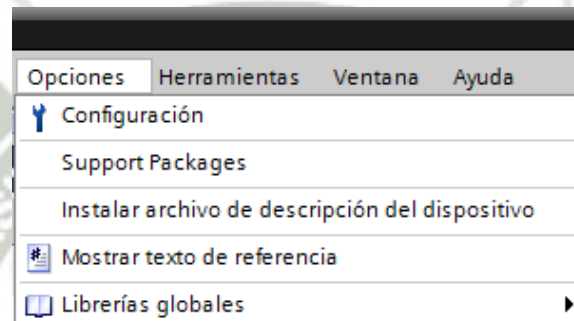 Opciones Herramientas Ventana Ayuda
Configuración
Support Packages
Instalar archivo de descripción del dispositivo
Mostrar texto de referencia
Librerías globales